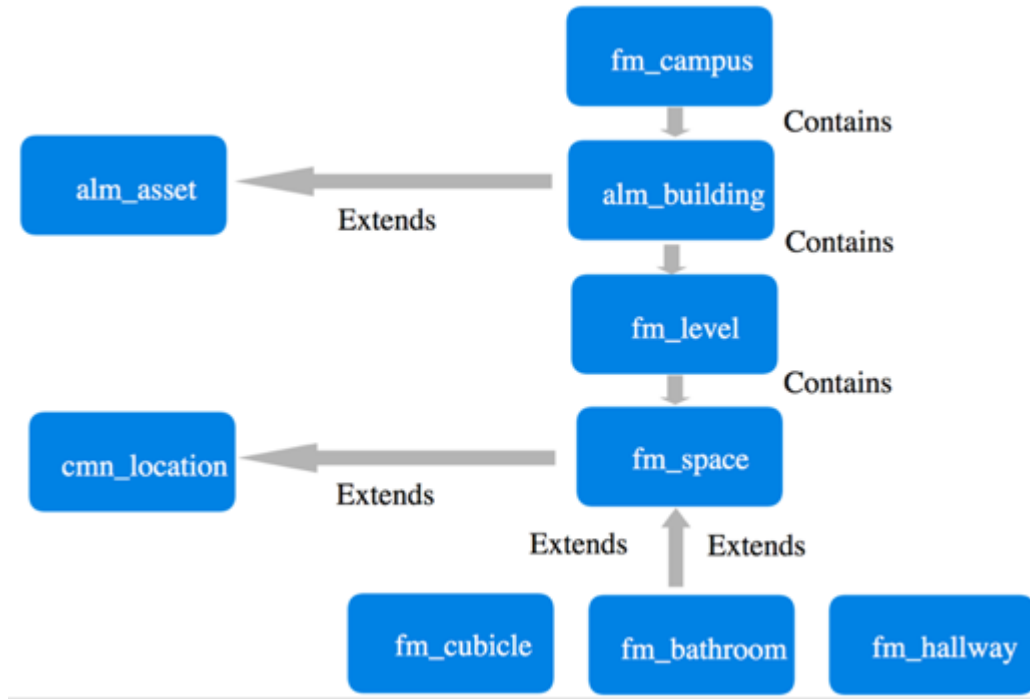 fm_campus
Contains
alm_asset
Extends
alm_building
Contains
fm_level
Contains
cmn_location
Extends
fm_space
Extends
Extends
fm_cubicle
fm_bathroom
fm_hallway